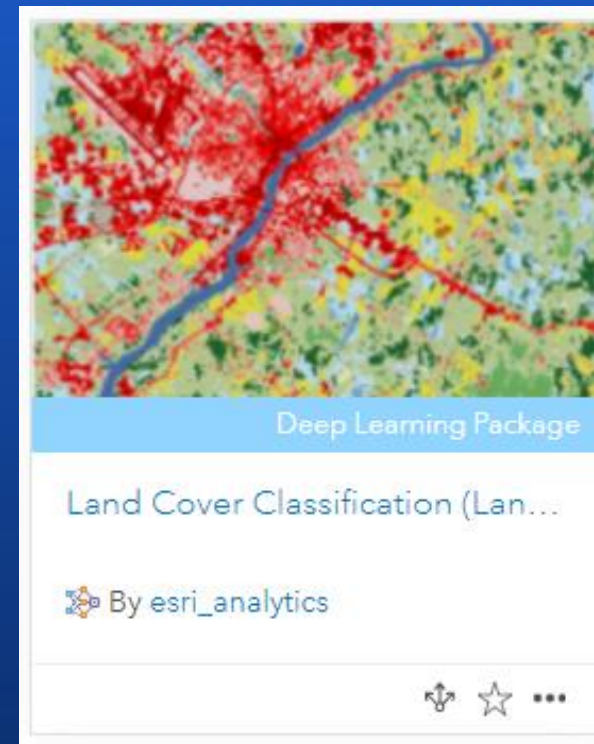 Deep Learning Package
Land Cover Classification (Lan...
By esri_analytics